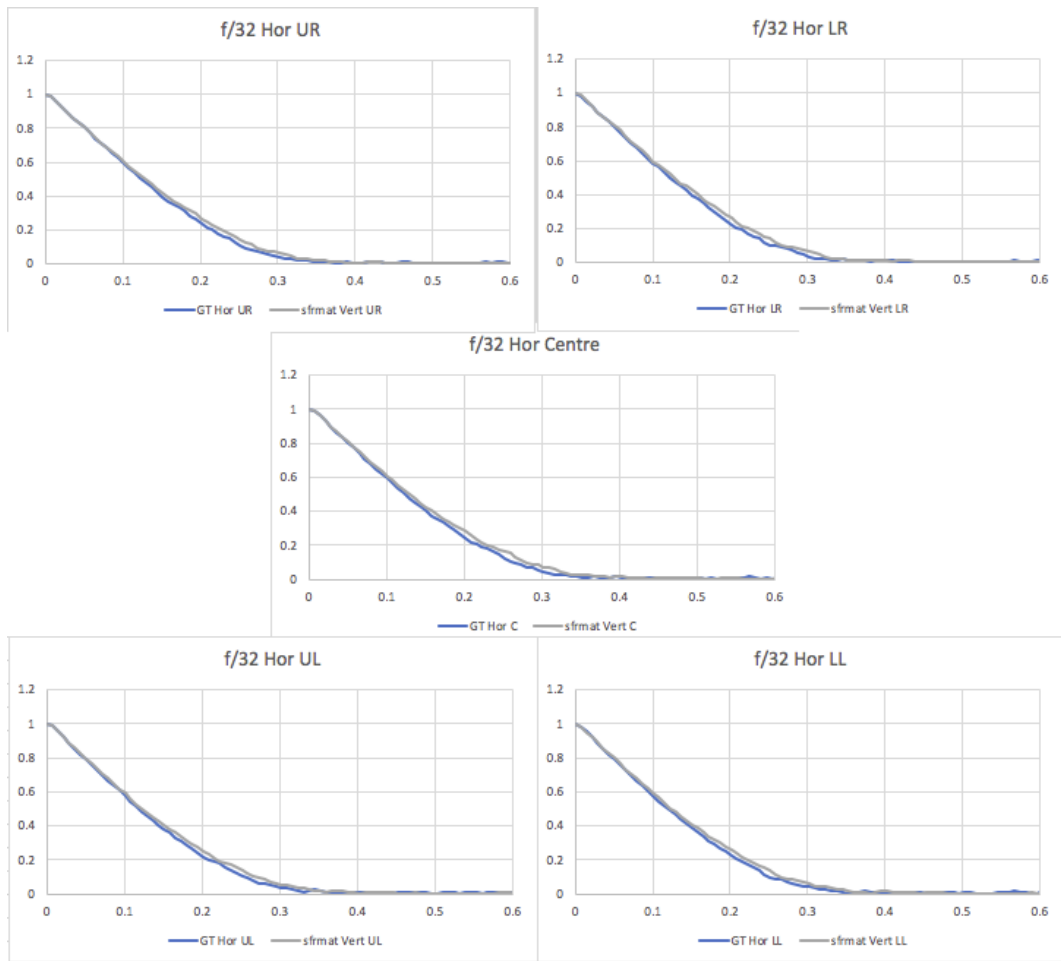 f/32 Hor UR
1.2
1
0.8
0.6
0.4
0.2
0
0 0.1 0.2 0.3 0.4 0.5 0.6
GT Hor UR sfrmat Vert UR
f/32 Hor LR
1.2
1
0.8
0.6
0.4
0.2
0
0 0.1 0.2 0.3 0.4 0.5 0.6
GT Hor LR sfrmat Vert LR
f/32 Hor Centre
1.2
1
0.8
0.6
0.4
0.2
0
0 0.1 0.2 0.3 0.4 0.5 0.6
GT Hor C sfrmat Vert C
f/32 Hor UL
1.2
1
0.8
0.6
0.4
0.2
0
0 0.1 0.2 0.3 0.4 0.5 0.6
GT Hor UL sfrmat Vert UL
f/32 Hor LL
1.2
1
0.8
0.6
0.4
0.2
0
0 0.1 0.2 0.3 0.4 0.5 0.6
GT Hor LL sfrmat Vert LL